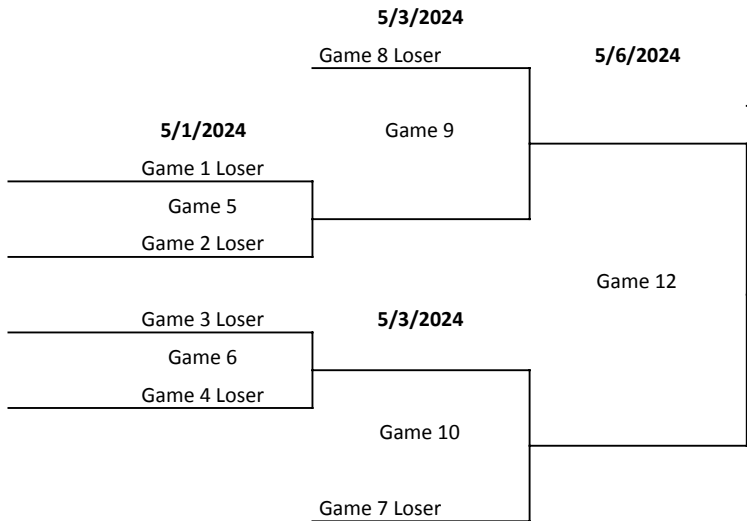 5/3/2024
Game 8 Loser
5/6/2024
5/1/2024
Game 9
Game 1 Loser
Game 5
Game 2 Loser
Game 12
Game 3 Loser
5/3/2024
Game 6
Game 4 Loser
Game 10
Game 7 Loser